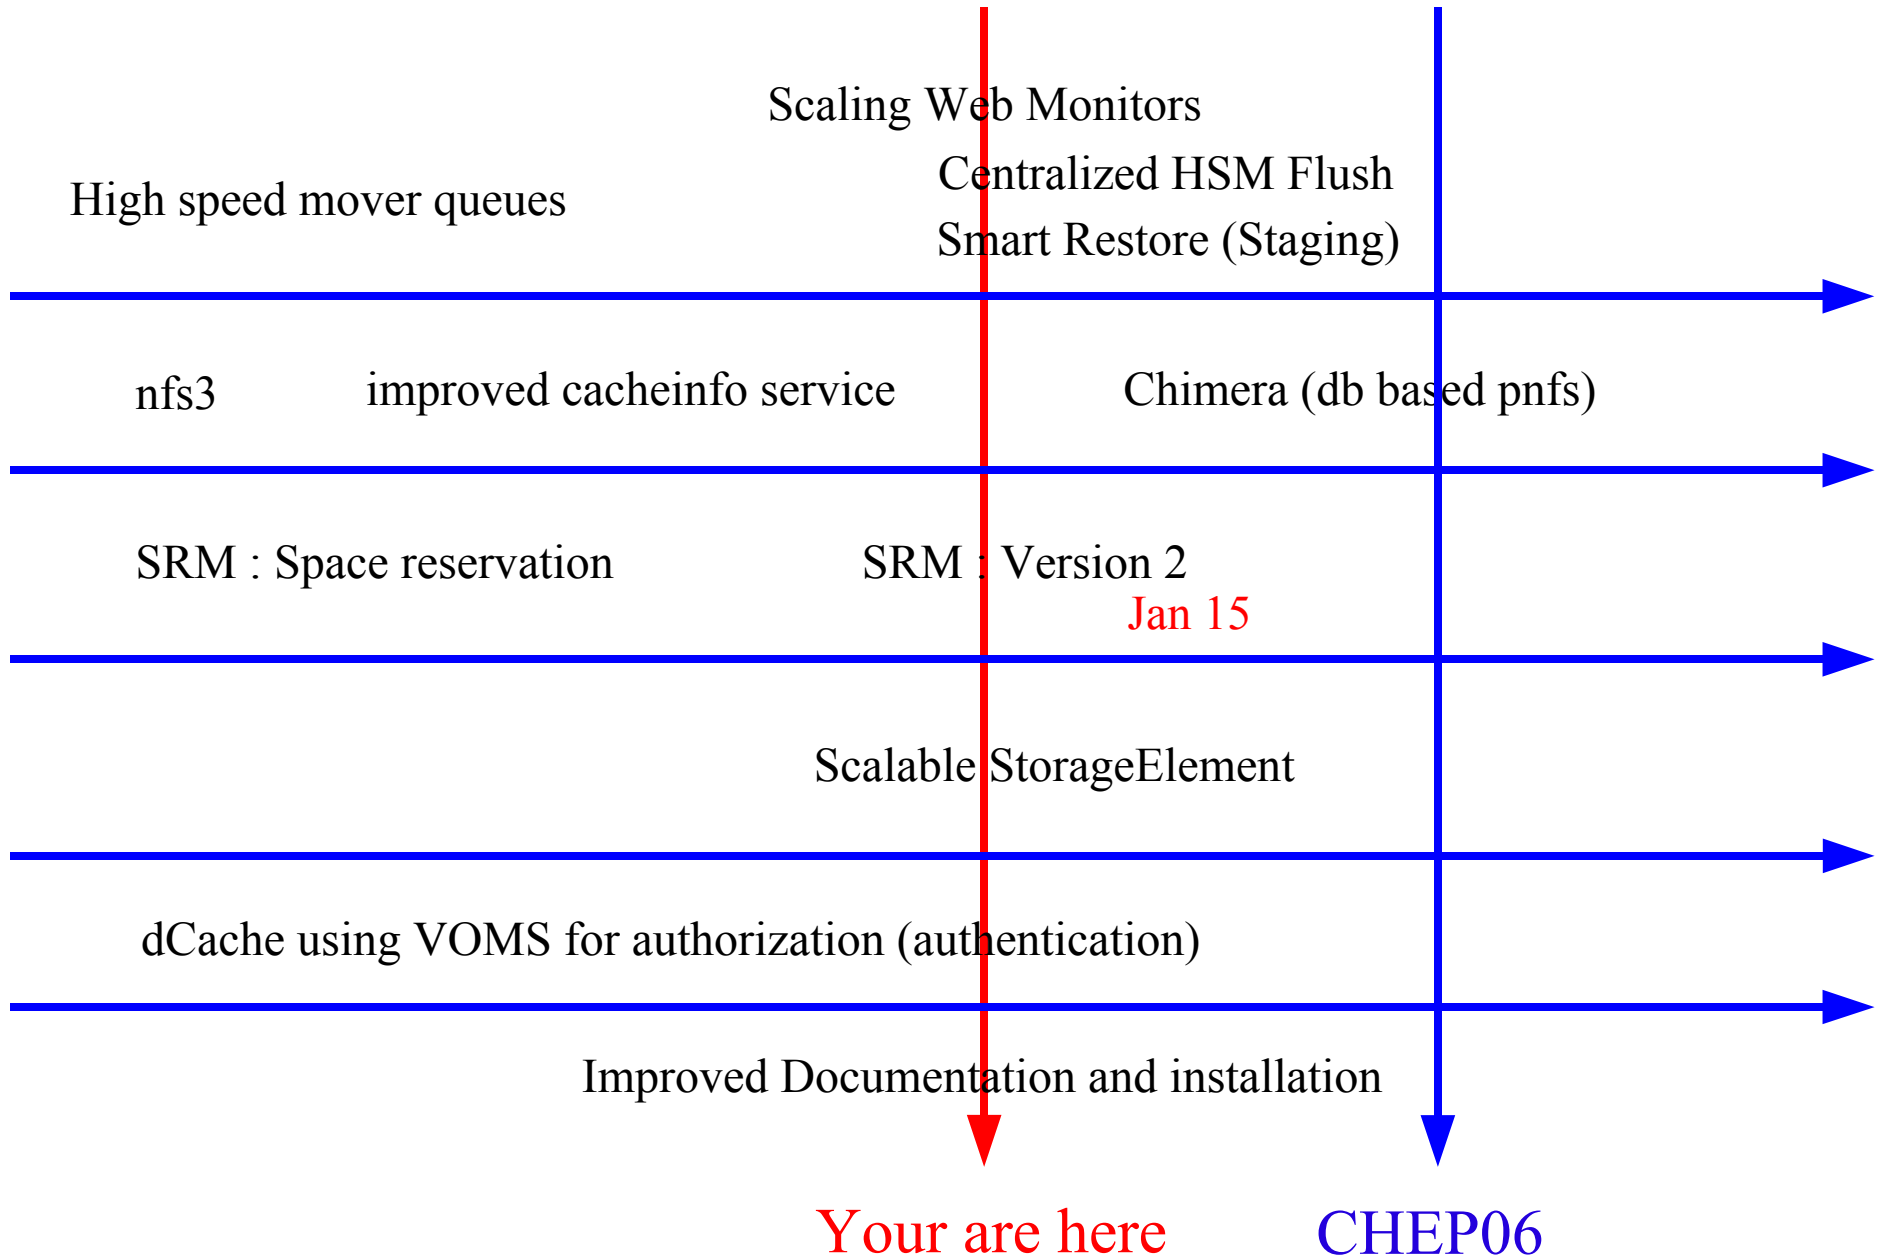 Scaling Web Monitors
Centralized HSM Flush
High speed mover queues
Smart Restore (Staging)
nfs3
improved cacheinfo service
Chimera (db based pnfs)
SRM : Space reservation
SRM : Version 2
Jan 15
Scalable StorageElement
dCache using VOMS for authorization (authentication)
Improved Documentation and installation
Your are here
CHEP06